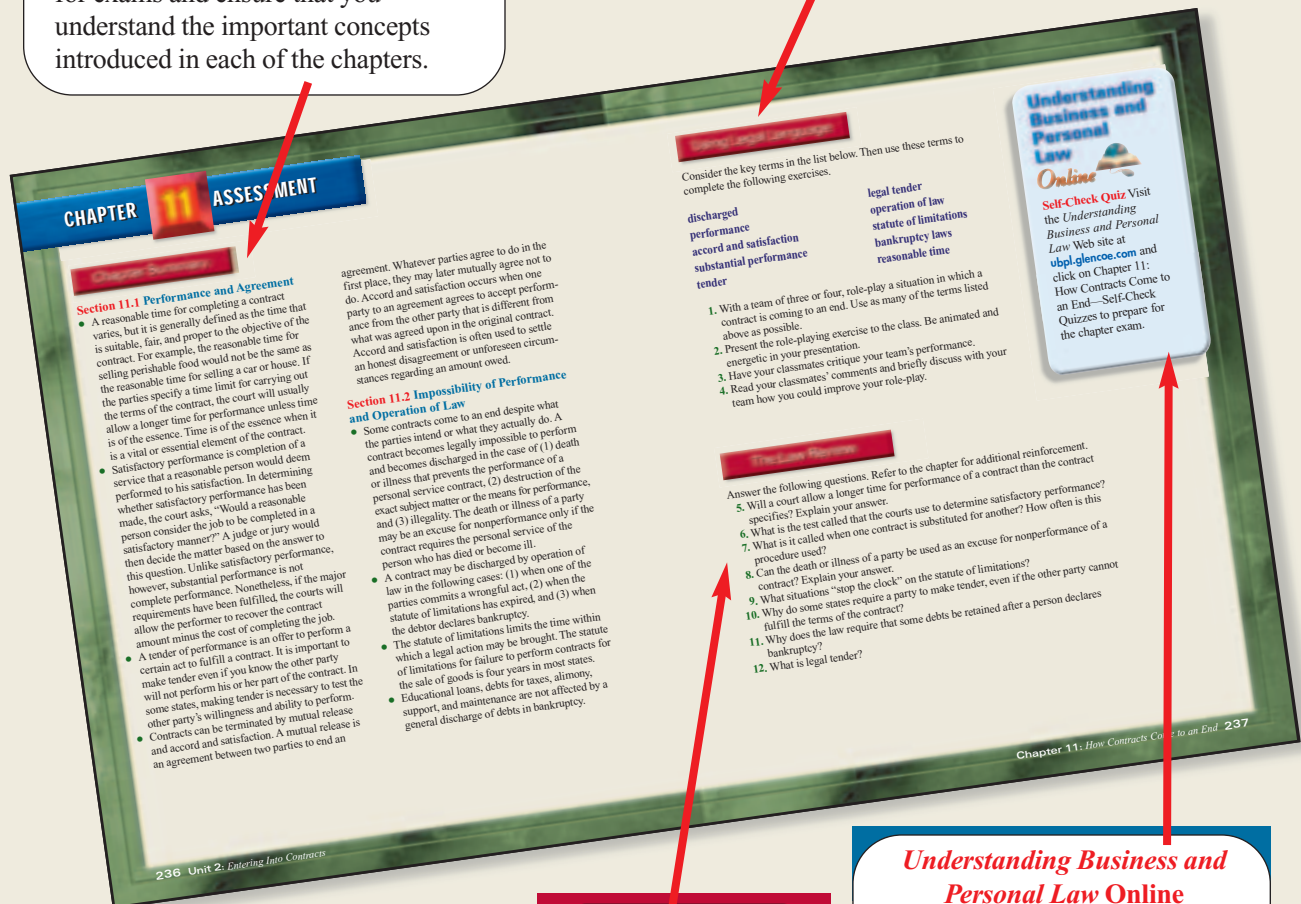 for exams and ensure that you
understand the important concepts
introduced in each of the chapters.
CHAPTER 11 ASSESSMENT
Chapter Summary
Section 11.1 Performance and Agreement
• A reasonable time for completing a contract
varies, but it is generally defined as the time that
is suitable, fair, and proper to the objective of the
contract. For example, the reasonable time for
selling perishable food would not be the same as
the reasonable time for selling a car or house. If
the parties specify a time limit for carrying out
the terms of the contract, the court will usually
allow a longer time for performance unless time
is of the essence. Time is of the essence when it
is a vital or essential element of the contract.
• Satisfactory performance is completion of a
service that a reasonable person would deem
performed to his satisfaction. In determining
whether satisfactory performance has been
made, the court asks, “Would a reasonable
person consider the job to be completed in a
satisfactory manner?” A judge or jury would
then decide the matter based on the answer to
this question. Unlike satisfactory performance,
however, substantial performance is not
complete performance. Nonetheless, if the major
requirements have been fulfilled, the courts will
allow the performer to recover the contract
amount minus the cost of completing the job.
• A tender of performance is an offer to perform a
certain act to fulfill a contract. It is important to
make tender even if you know the other party
will not perform his or her part of the contract. In
some states, making tender is necessary to test the
other party’s willingness and ability to perform.
• Contracts can be terminated by mutual release
and accord and satisfaction. A mutual release is
an agreement between two parties to end an
agreement. Whatever parties agree to do in the
first place, they may later mutually agree not to
do. Accord and satisfaction occurs when one
party to an agreement agrees to accept perform-
ance from the other party that is different from
what was agreed upon in the original contract.
Accord and satisfaction is often used to settle
an honest disagreement or unforeseen circum-
stances regarding an amount owed.
Section 11.2 Impossibility of Performance
and Operation of Law
• Some contracts come to an end despite what
the parties intend or what they actually do. A
contract becomes legally impossible to perform
and becomes discharged in the case of (1) death
or illness that prevents the performance of a
personal service contract, (2) destruction of the
exact subject matter or the means for performance,
and (3) illegality. The death or illness of a party
may be an excuse for nonperformance only if the
contract requires the personal service of the
person who has died or become ill.
• A contract may be discharged by operation of
law in the following cases: (1) when one of the
parties commits a wrongful act, (2) when the
statute of limitations has expired, and (3) when
the debtor declares bankruptcy.
• The statute of limitations limits the time within
which a legal action may be brought. The statute
of limitations for failure to perform contracts for
the sale of goods is four years in most states.
• Educational loans, debts for taxes, alimony,
support, and maintenance are not affected by a
general discharge of debts in bankruptcy.
236 Unit 2: Entering Into Contracts
Using Legal Language
Consider the key terms in the list below. Then use these terms to
complete the following exercises.
discharged
performance
accord and satisfaction
substantial performance
tender
legal tender
operation of law
statute of limitations
bankruptcy laws
reasonable time
1. With a team of three or four, role-play a situation in which a
contract is coming to an end. Use as many of the terms listed
above as possible.
2. Present the role-playing exercise to the class. Be animated and
energetic in your presentation.
3. Have your classmates critique your team’s performance.
4. Read your classmates’ comments and briefly discuss with your
team how you could improve your role-play.
The Law Review
Answer the following questions. Refer to the chapter for additional reinforcement.
5. Will a court allow a longer time for performance of a contract than the contract
specifies? Explain your answer.
6. What is the test called that the courts use to determine satisfactory performance?
7. What is it called when one contract is substituted for another? How often is this
procedure used?
8. Can the death or illness of a party be used as an excuse for nonperformance of a
contract? Explain your answer.
9. What situations “stop the clock” on the statute of limitations?
10. Why do some states require a party to make tender, even if the other party cannot
fulfill the terms of the contract?
11. Why does the law require that some debts be retained after a person declares
bankruptcy?
12. What is legal tender?
Understanding
Business and
Personal
Law
Online
Self-Check Quiz Visit
the Understanding
Business and Personal
Law Web site at
ubpl.glencoe.com and
click on Chapter 11:
How Contracts Come to
an End—Self-Check
Quizzes to prepare for
the chapter exam.
Chapter 11: How Contracts Come to an End 237
Understanding Business and
Personal Law Online